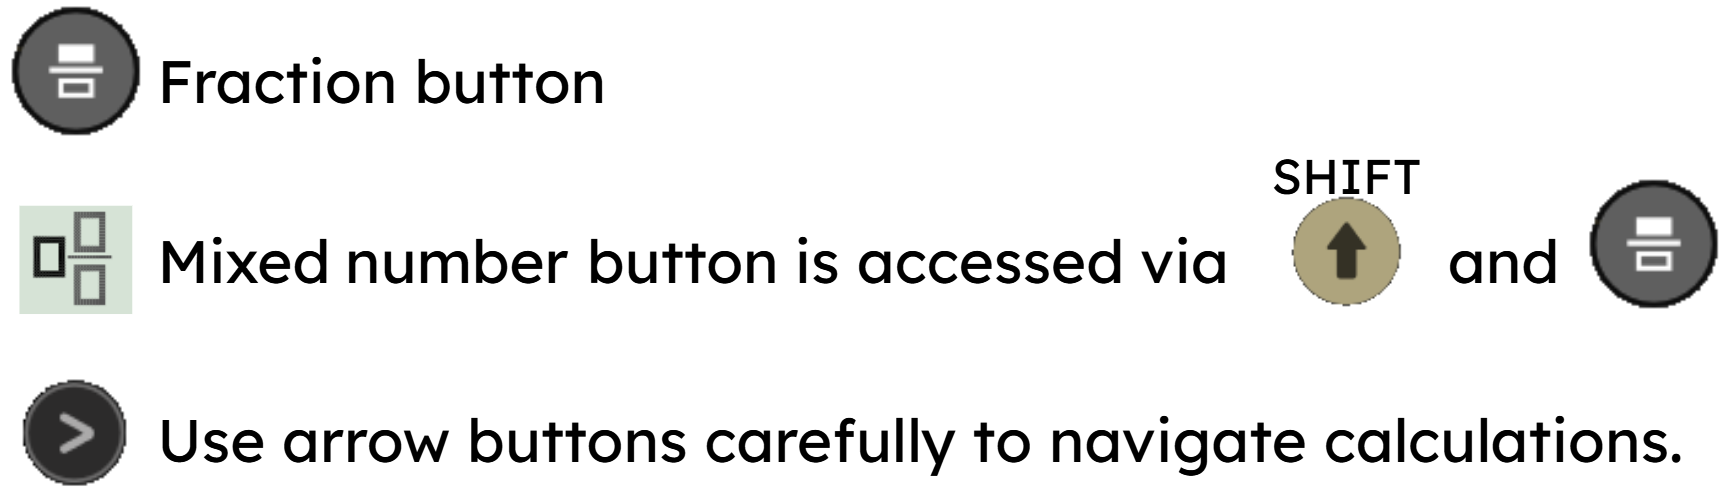 Fraction button
SHIFT
Mixed number button is accessed via and
Use arrow buttons carefully to navigate calculations.